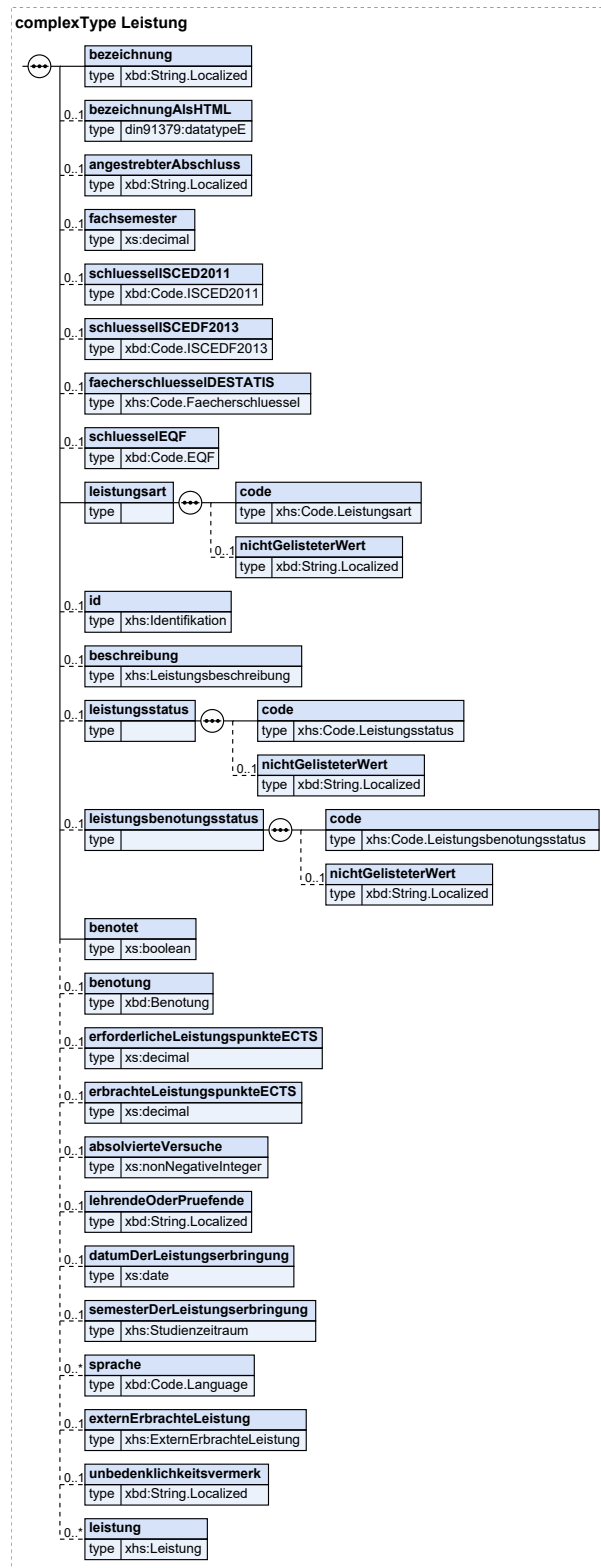 complexType Leistung
bezeichnung
type xbd:String.Localized
0..1 bezeichnungAlsHTML
type din91379:datatypeE
0..1 angestrebterAbschluss
type xbd:String.Localized
0..1 fachsemester
type xs:decimal
0..1 schluesselISCED2011
type xbd:Code.ISCED2011
0..1 schluesselISCEDF2013
type xbd:Code.ISCEDF2013
0..1 faecherschluesselDESTATIS
type xhs:Code.Faecherschluessel
0..1 schluesselEQF
type xbd:Code.EQF
leistungsart code
type type xhs:Code.Leistungsart
0..1 nichtGelisteterWert
type xbd:String.Localized
0..1 id
type xhs:Identifikation
0..1 beschreibung
type xhs:Leistungsbeschreibung
0..1 leistungsstatus code
type type xhs:Code.Leistungsstatus
0..1 nichtGelisteterWert
type xbd:String.Localized
0..1 leistungsbenotungsstatus code
type type xhs:Code.Leistungsbenotungsstatus
0..1 nichtGelisteterWert
type xbd:String.Localized
benotet
type xs:boolean
0..1 benotung
type xbd:Benotung
0..1 erforderlicheLeistungspunkteECTS
type xs:decimal
0..1 erbrachteLeistungspunkteECTS
type xs:decimal
0..1 absolvierteVersuche
type xs:nonNegativeInteger
0..1 lehrendeOderPruefende
type xbd:String.Localized
0..1 datumDerLeistungserbringung
type xs:date
0..1 semesterDerLeistungserbringung
type xhs:Studienzeitraum
0..* sprache
type xbd:Code.Language
0..1 externErbrachteLeistung
type xhs:ExternErbrachteLeistung
0..1 unbedenklichkeitsvermerk
type xbd:String.Localized
0..* leistung
type xhs:Leistung